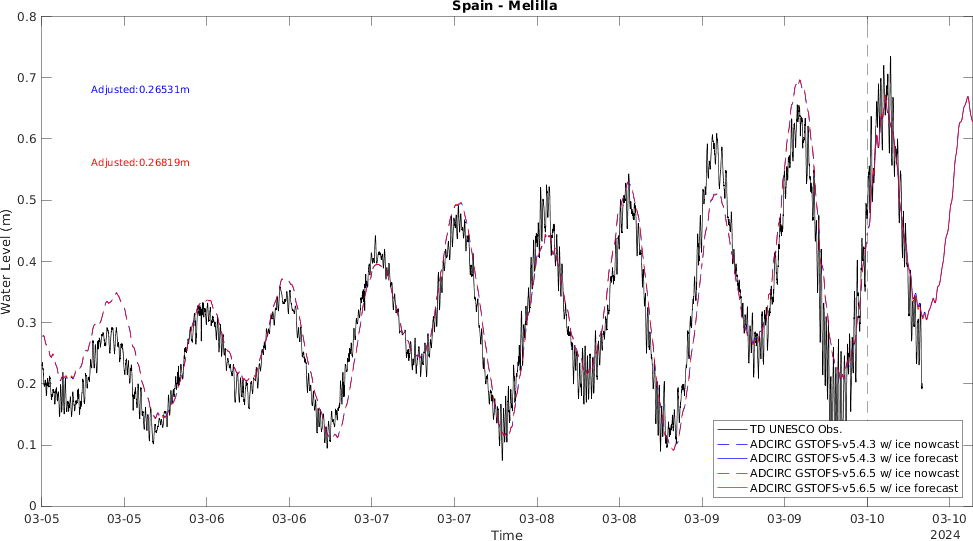 Spain - Melilla
0.8
0.7
0.6
0.5
0.4
0.3
0.2
0.1
0
Water Level (m)
Adjusted:0.26531m
Adjusted:0.26819m
TD UNESCO Obs.
ADCIRC GSTOFS-v5.4.3 w/ ice nowcast
ADCIRC GSTOFS-v5.4.3 w/ ice forecast
ADCIRC GSTOFS-v5.6.5 w/ ice nowcast
ADCIRC GSTOFS-v5.6.5 w/ ice forecast
03-05 03-05 03-06 03-06 03-07 03-07 03-08 03-08 03-09 03-09 03-10 03-10
2024
Time